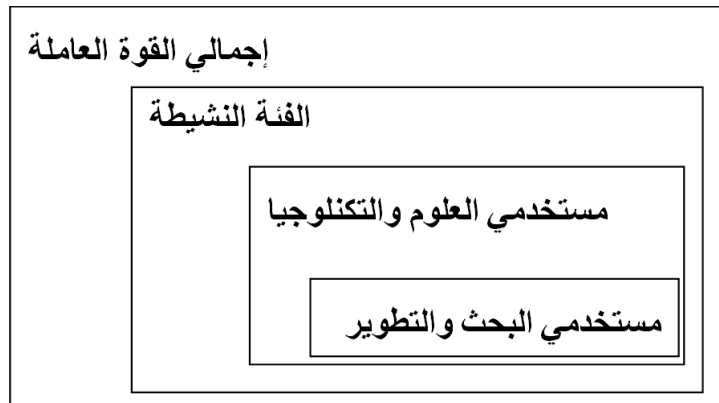 إجمالي القوة العاملة
الفئة النشيطة
مستخدمي العلوم والتكنلوجيا
مستخدمي البحث والتطوير